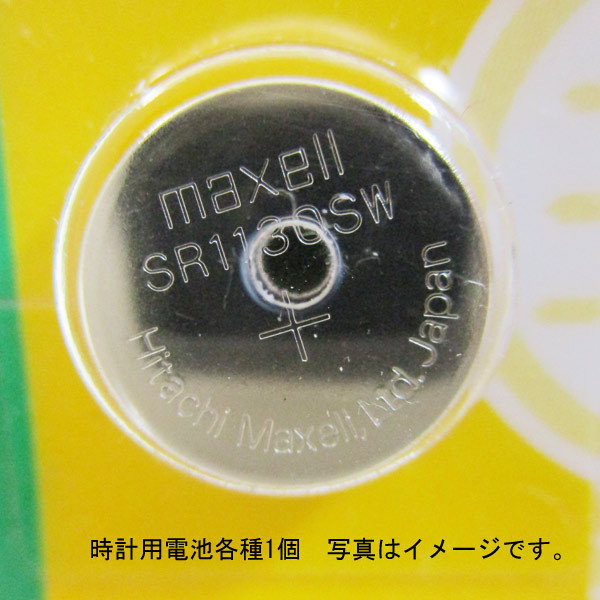 maxell
SR1130SW
+
Hitachi Maxell, Ltd. Japan
時計用電池各種1個　写真はイメージです。